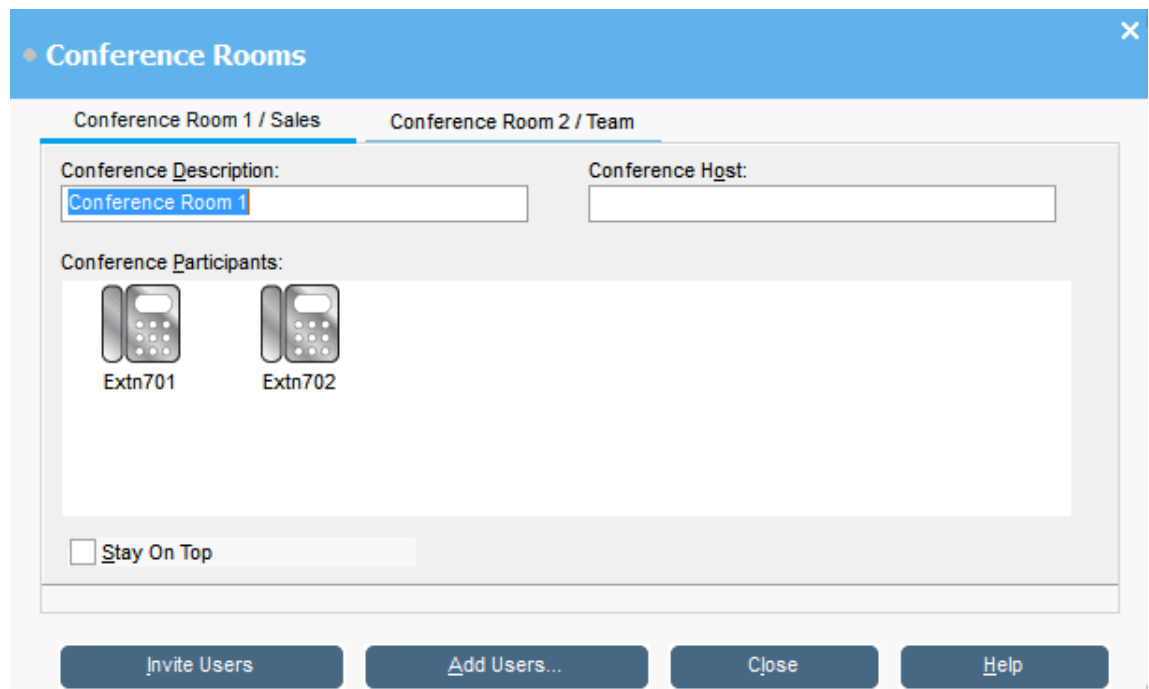 Conference Rooms
Conference Room 1 / Sales
Conference Room 2 / Team
Conference Description:
Conference Host:
Conference Room 1
Conference Participants:
Extn701
Extn702
Stay On Top
Invite Users
Add Users...
Close
Help